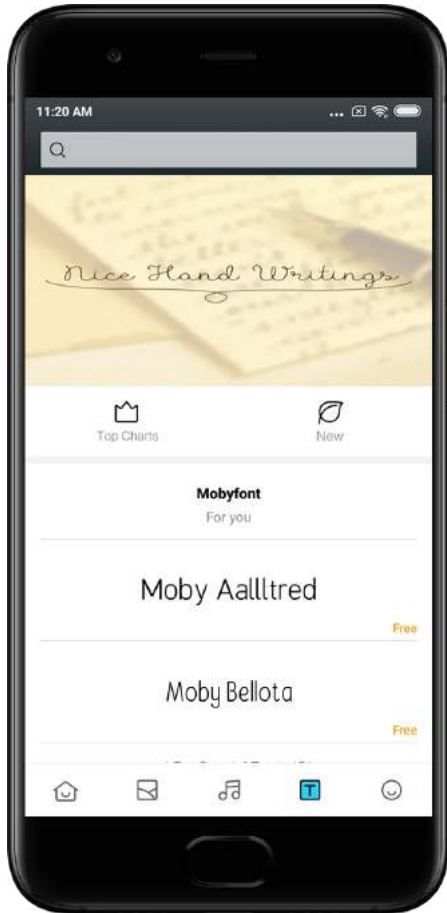 11:20 AM
Nice Hand Writings
Top Charts
New
Mobyfont
For you
Moby Aallltred
Free
Moby Bellota
Free
T